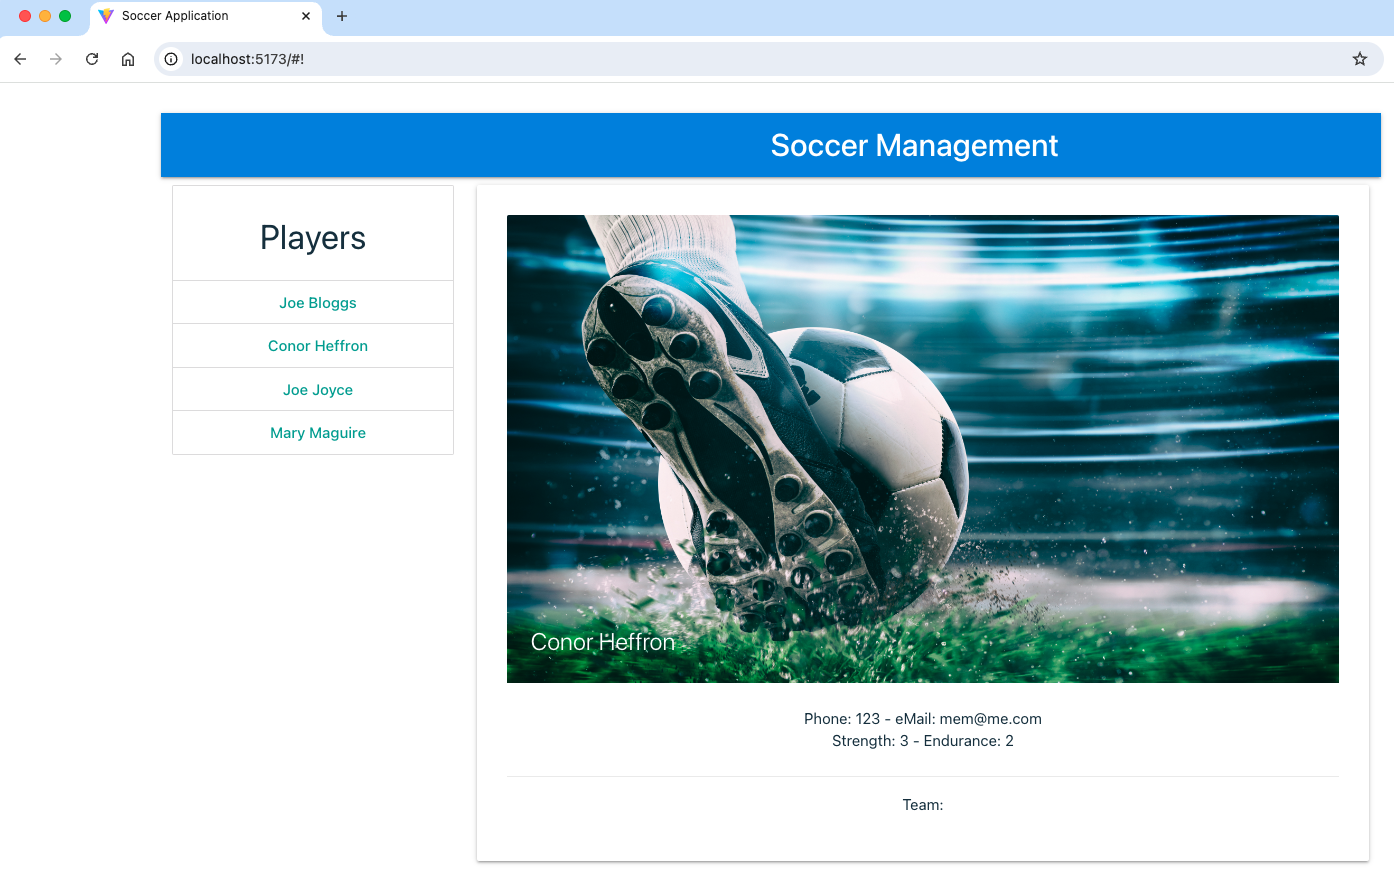 Soccer Application
localhost:5173/#!
Soccer Management
Players
Joe Bloggs
Conor Heffron
Joe Joyce
Mary Maguire
Conor Heffron
Phone: 123 - eMail: mem@me.com
Strength: 3 - Endurance: 2
Team: